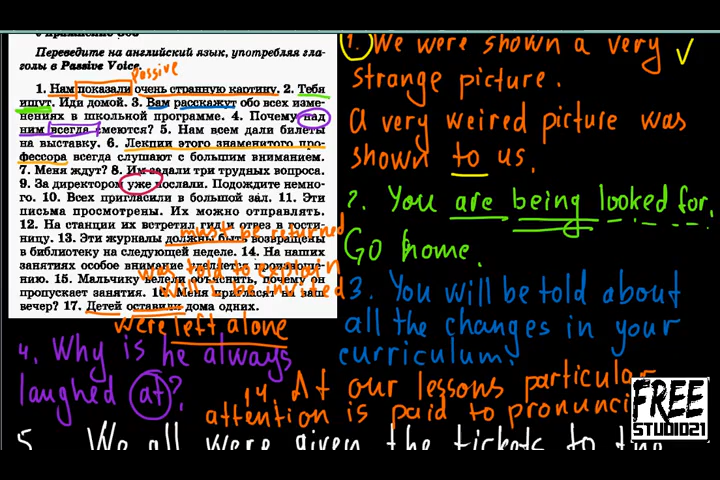 Переведите на английский язык, употребляя гла-
голы в Passive Voice.
passive
1. Нам показали очень странную картину. 2. Тебя
ищут. Иди домой. 3. Вам расскажут обо всех изме-
нениях в школьной программе. 4. Почему над
ним всегда смеются? 5. Нам всем дали билеты
на выставку. 6. Лекции этого знаменитого про-
фессора всегда слушают с большим вниманием.
7. Меня ждут? 8. Им задали три трудных вопроса.
9. За директором уже послали. Подождите немно-
го. 10. Всех пригласили в большой зал. 11. Эти
письма просмотрены. Их можно отправлять.
12. На станции их встретил гид и отвез в гости-
ницу. 13. Эти журналы должны быть возвращены
в библиотеку на следующей неделе. 14. На наших
занятиях особое внимание уделяется произноше-
нию. 15. Мальчику велели объяснить, почему он
пропускает занятия. 16. Меня пригласят на ваш
вечер? 17. Детей оставили дома одних.
must be returned
was told to explain
invited
were left alone
1. We were shown a very
strange picture.
A very weired picture was
shown to us.
2. You are being looked for.
Go home.
3. You will be told about
all the changes in your
curriculum.
4. Why is he always
laughed at?
14. At our lessons particular
attention is paid to pronunci
5. We all were given the tickets to the
FREE
STUDIO21